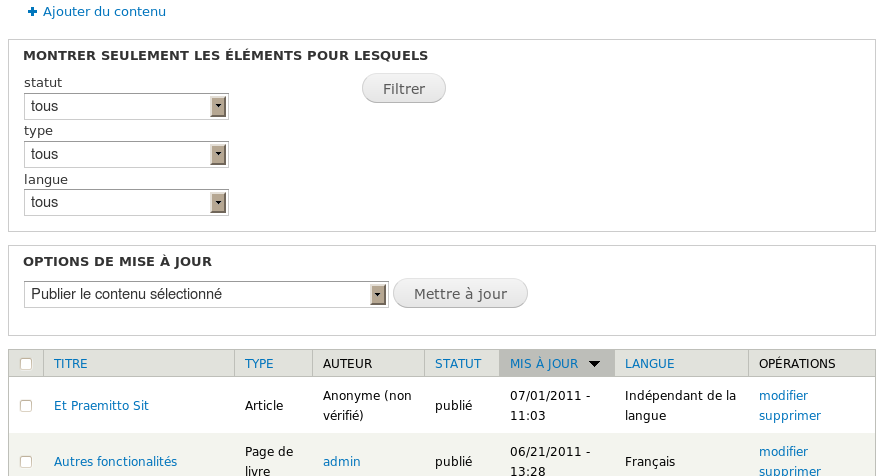 Ajouter du contenu
MONTRER SEULEMENT LES ÉLÉMENTS POUR LESQUELS
statut
tous
Filtrer
type
tous
langue
tous
OPTIONS DE MISE À JOUR
Publier le contenu sélectionné
Mettre à jour
TITRE TYPE AUTEUR STATUT MIS À JOUR LANGUE OPÉRATIONS
Et Praemitto Sit Article Anonyme (non vérifié) publié 07/01/2011 - 11:03 Indépendant de la langue modifier supprimer
Autres fonctionalités Page de livre admin publié 06/21/2011 - 13:28 Français modifier supprimer